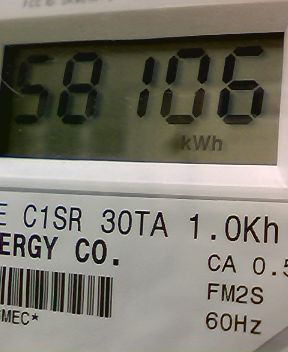 58106
kWh
E C1SR 30TA 1.0Kh
ERGY CO.
CA 0.5
FM2S
MEC*
60Hz